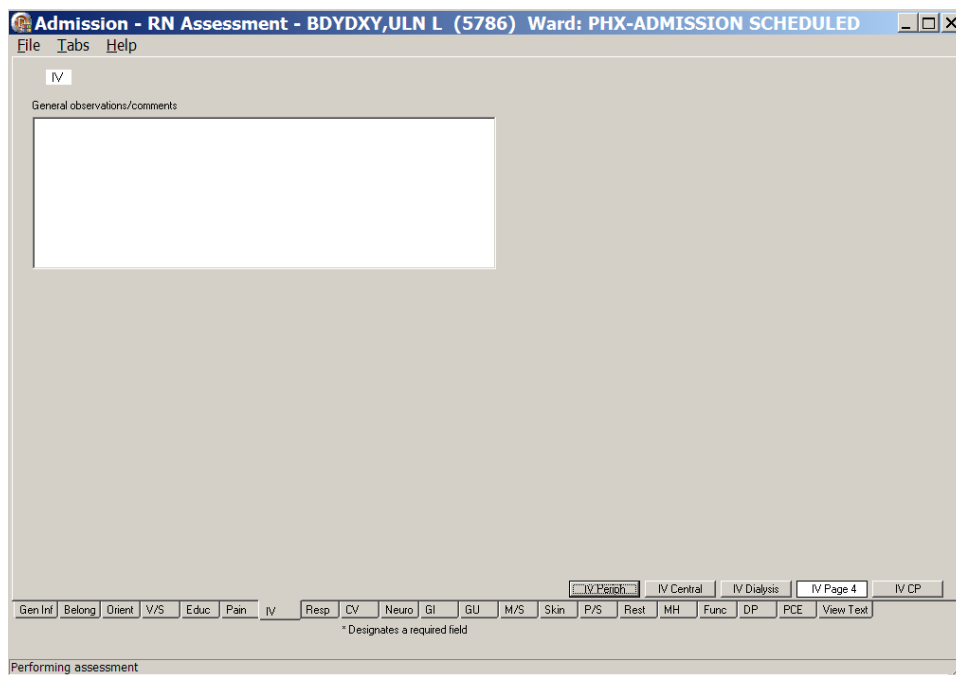 Admission - RN Assessment - BDYDXY,ULN L (5786) Ward: PHX-ADMISSION SCHEDULED
File Tabs Help
IV
General observations/comments
IV Periph IV Central IV Dialysis IV Page 4 IV CP
Gen Inf Belong Orient V/S Educ Pain IV Resp CV Neuro GI GU M/S Skin P/S Rest MH Func DP PCE View Text
* Designates a required field
Performing assessment